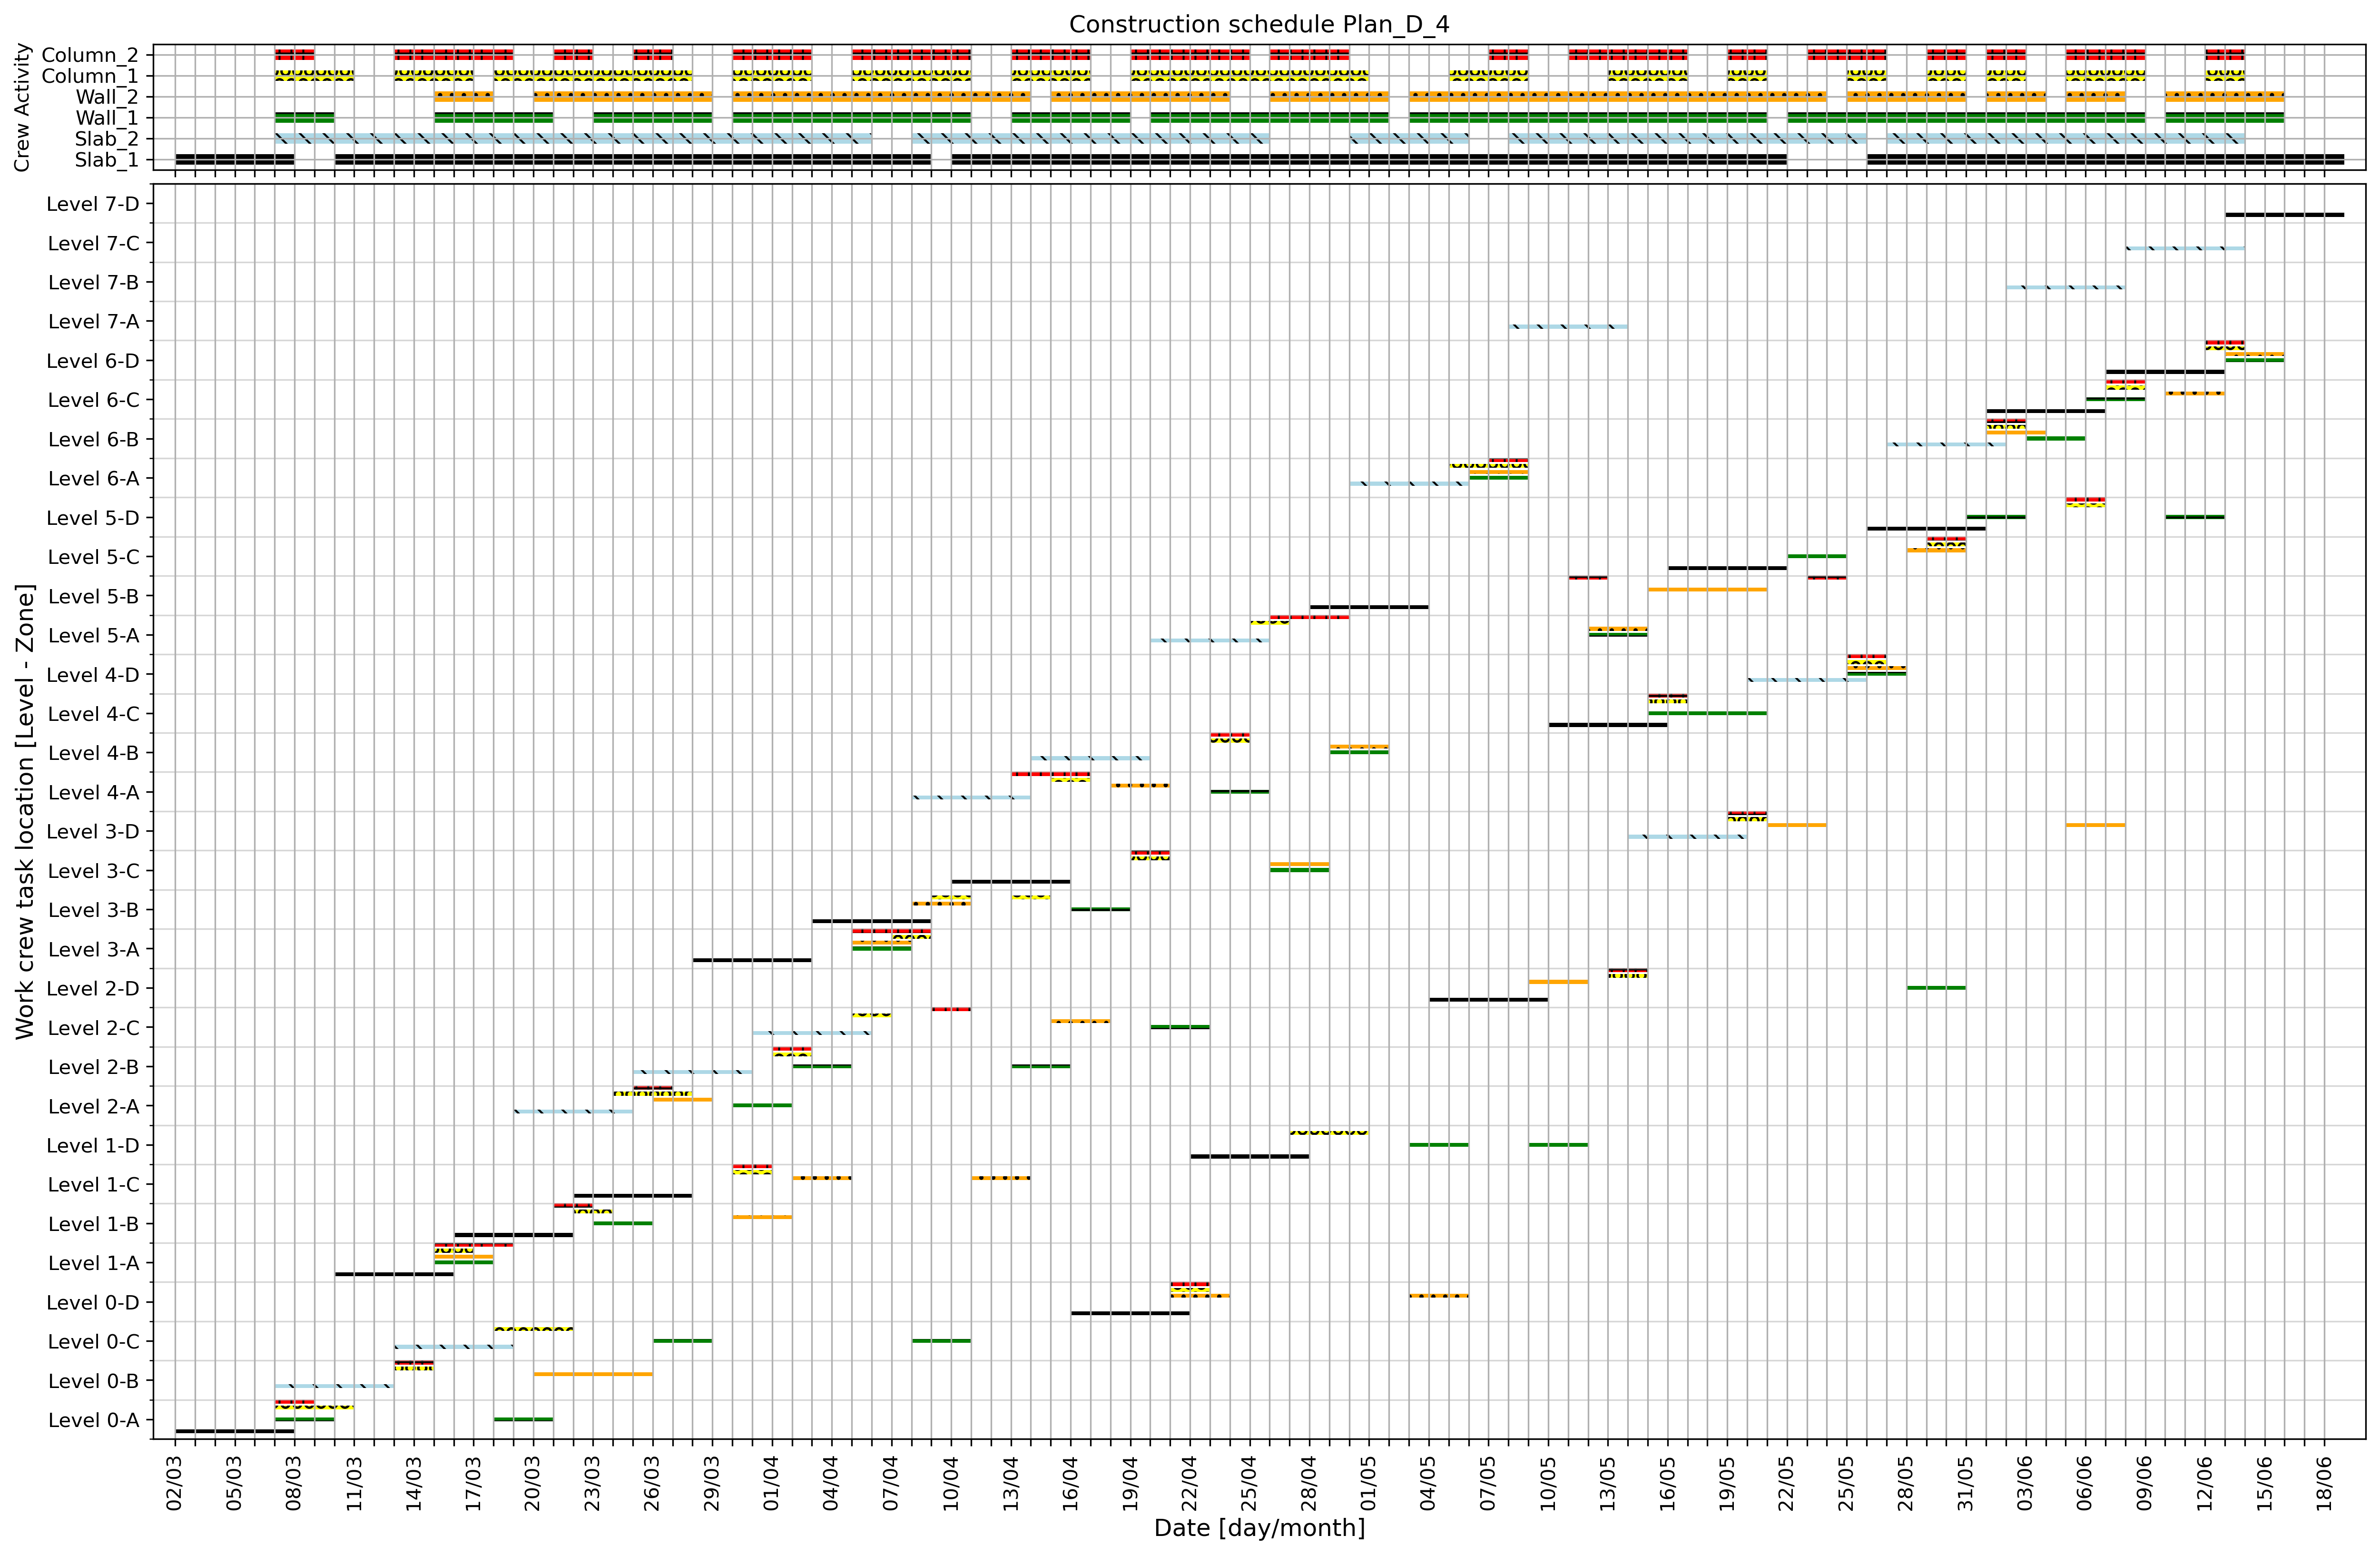 Construction schedule Plan_D_4
Crew Activity
Column_2
Column_1
Wall_2
Wall_1
Slab_2
Slab_1
Work crew task location [Level - Zone]
Level 7-D
Level 7-C
Level 7-B
Level 7-A
Level 6-D
Level 6-C
Level 6-B
Level 6-A
Level 5-D
Level 5-C
Level 5-B
Level 5-A
Level 4-D
Level 4-C
Level 4-B
Level 4-A
Level 3-D
Level 3-C
Level 3-B
Level 3-A
Level 2-D
Level 2-C
Level 2-B
Level 2-A
Level 1-D
Level 1-C
Level 1-B
Level 1-A
Level 0-D
Level 0-C
Level 0-B
Level 0-A
02/03 05/03 08/03 11/03 14/03 17/03 20/03 23/03 26/03 29/03 01/04 04/04 07/04 10/04 13/04 16/04 19/04 22/04 25/04 28/04 01/05 04/05 07/05 10/05 13/05 16/05 19/05 22/05 25/05 28/05 31/05 03/06 06/06 09/06 12/06 15/06 18/06
Date [day/month]